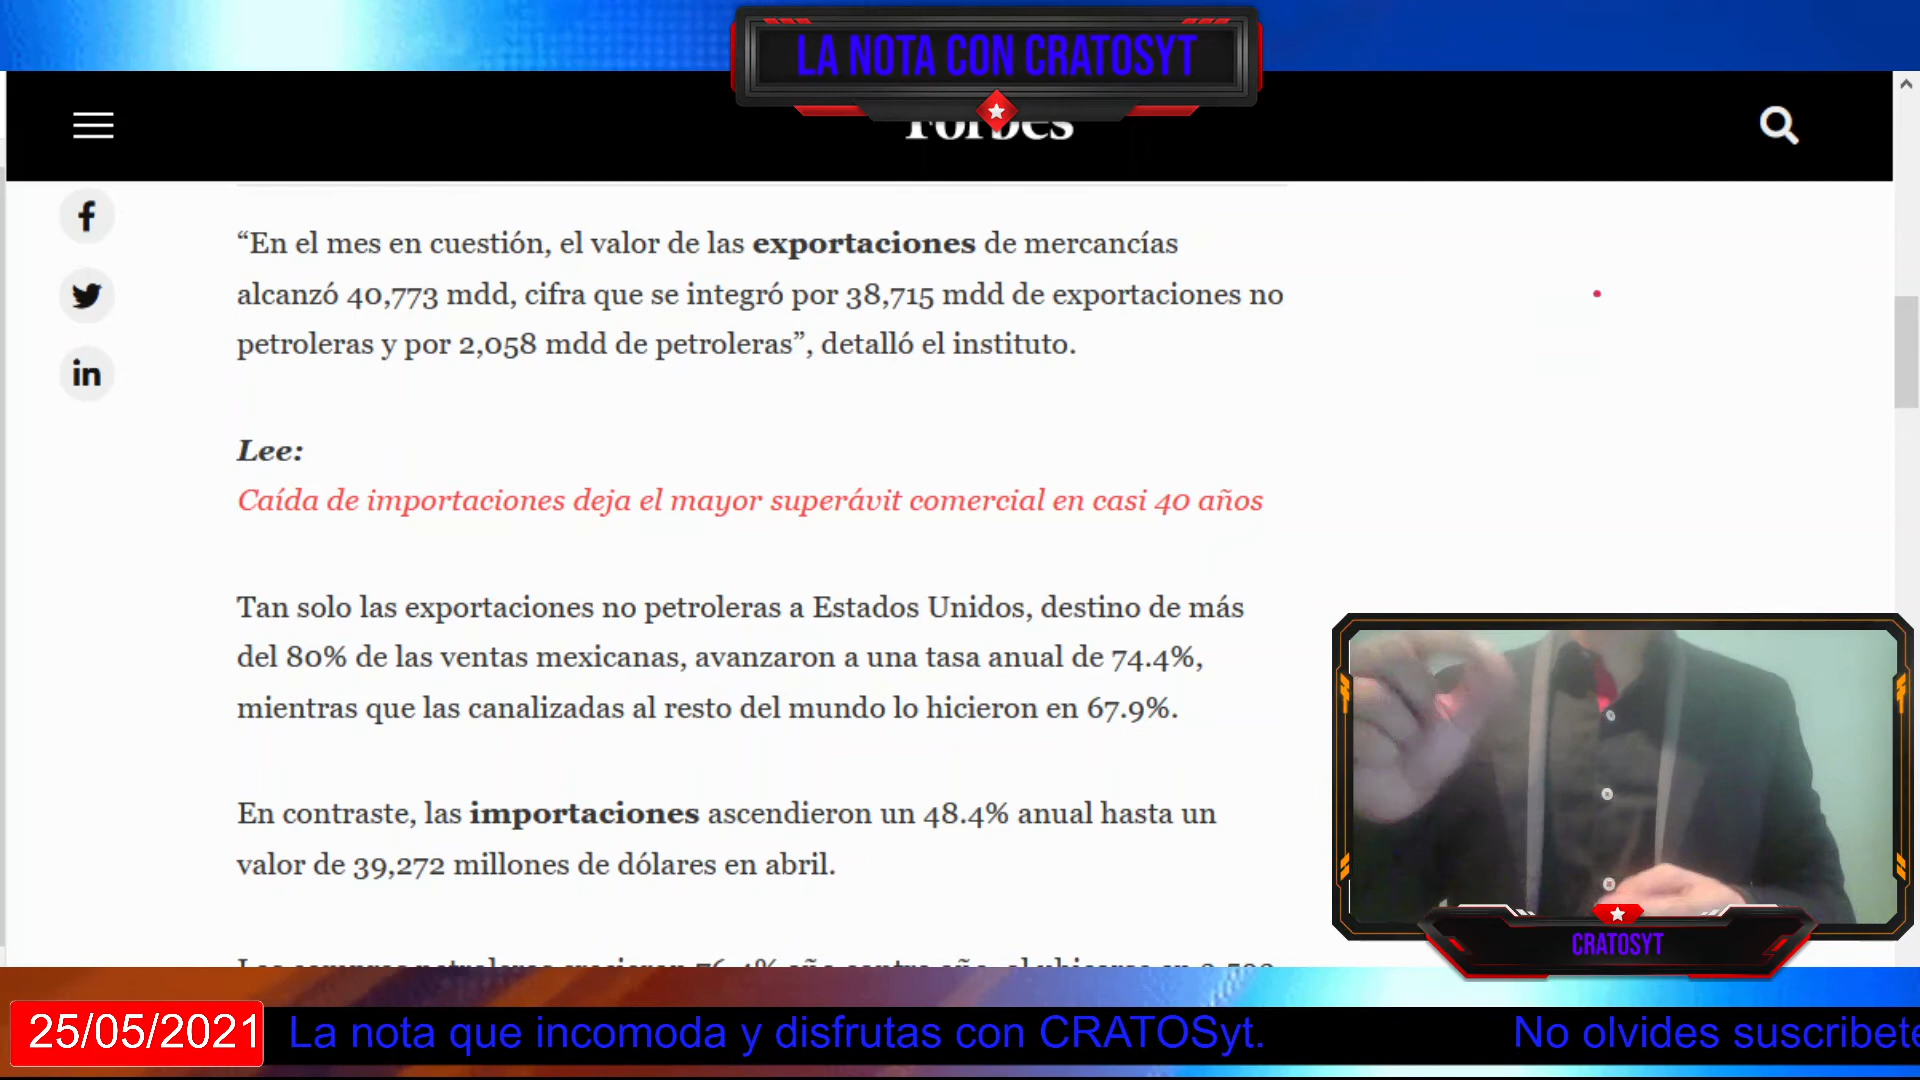 LA NOTA CON CRATOSYT
Forbes
“En el mes en cuestión, el valor de las exportaciones de mercancías
alcanzó 40,773 mdd, cifra que se integró por 38,715 mdd de exportaciones no
petroleras y por 2,058 mdd de petroleras”, detalló el instituto.
Lee:
Caída de importaciones deja el mayor superávit comercial en casi 40 años
Tan solo las exportaciones no petroleras a Estados Unidos, destino de más
del 80% de las ventas mexicanas, avanzaron a una tasa anual de 74.4%,
mientras que las canalizadas al resto del mundo lo hicieron en 67.9%.
En contraste, las importaciones ascendieron un 48.4% anual hasta un
valor de 39,272 millones de dólares en abril.
CRATOSYT
25/05/2021 La nota que incomoda y disfrutas con CRATOSyt. No olvides suscribete